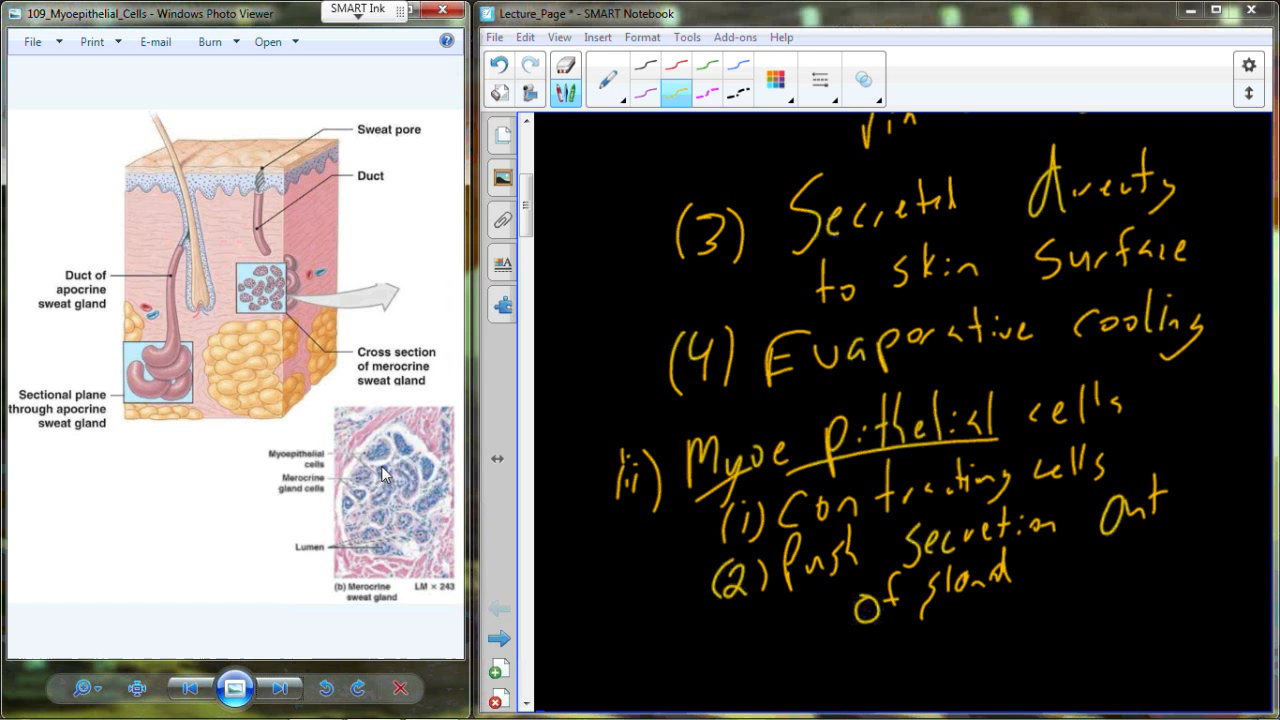 109_Myoepithelial_Cells - Windows Photo Viewer
SMART Ink
File Print E-mail Burn Open
Sweat pore
Duct
Duct of
apocrine
sweat gland
Cross section
of merocrine
sweat gland
Sectional plane
through apocrine
sweat gland
Myoepithelial
cells
Merocrine
gland cells
Lumen
(b) Merocrine
sweat gland
LM × 243
Lecture_Page * - SMART Notebook
File Edit View Insert Format Tools Add-ons Help
(3) Secreted directly
to skin surface
(4) Evaporative cooling
iii) Myoepithelial cells
(i) Contracting cells
(2) Push secretion out
of gland